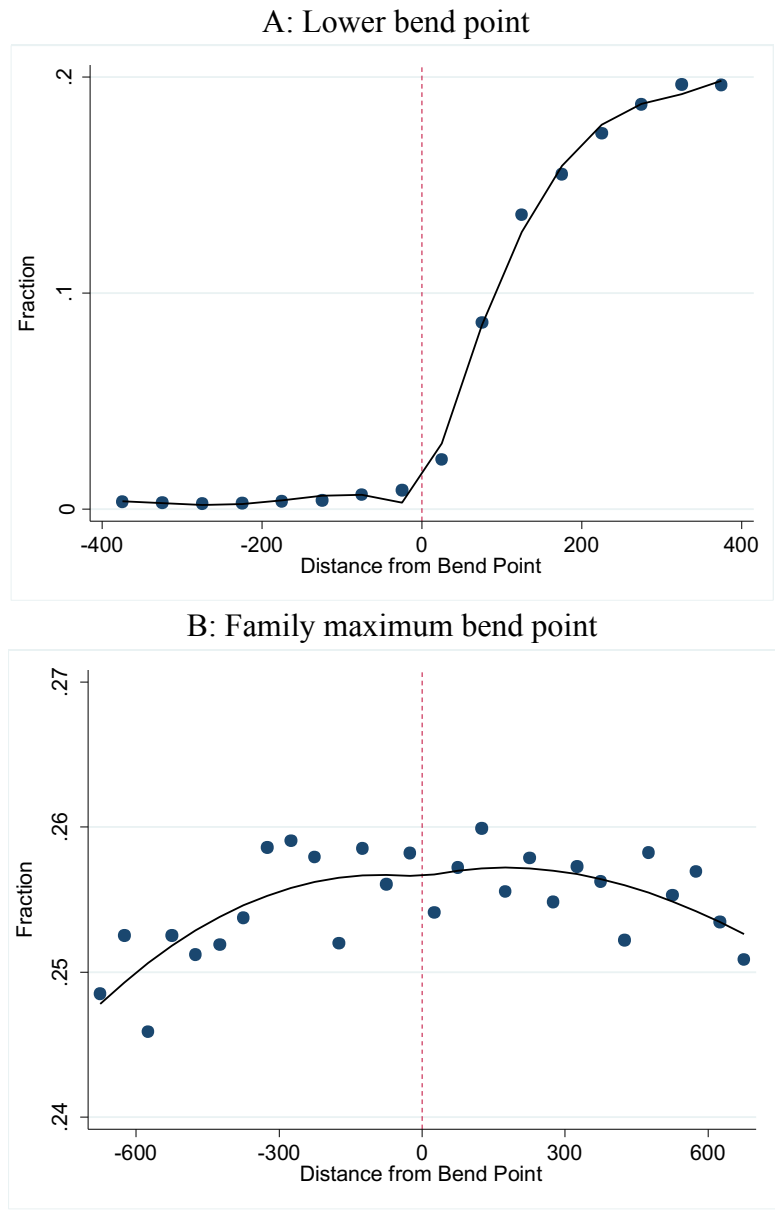 A: Lower bend point
.2
.1
0
Fraction
-400 -200 0 200 400
Distance from Bend Point
B: Family maximum bend point
.27
.26
.25
.24
Fraction
-600 -300 0 300 600
Distance from Bend Point